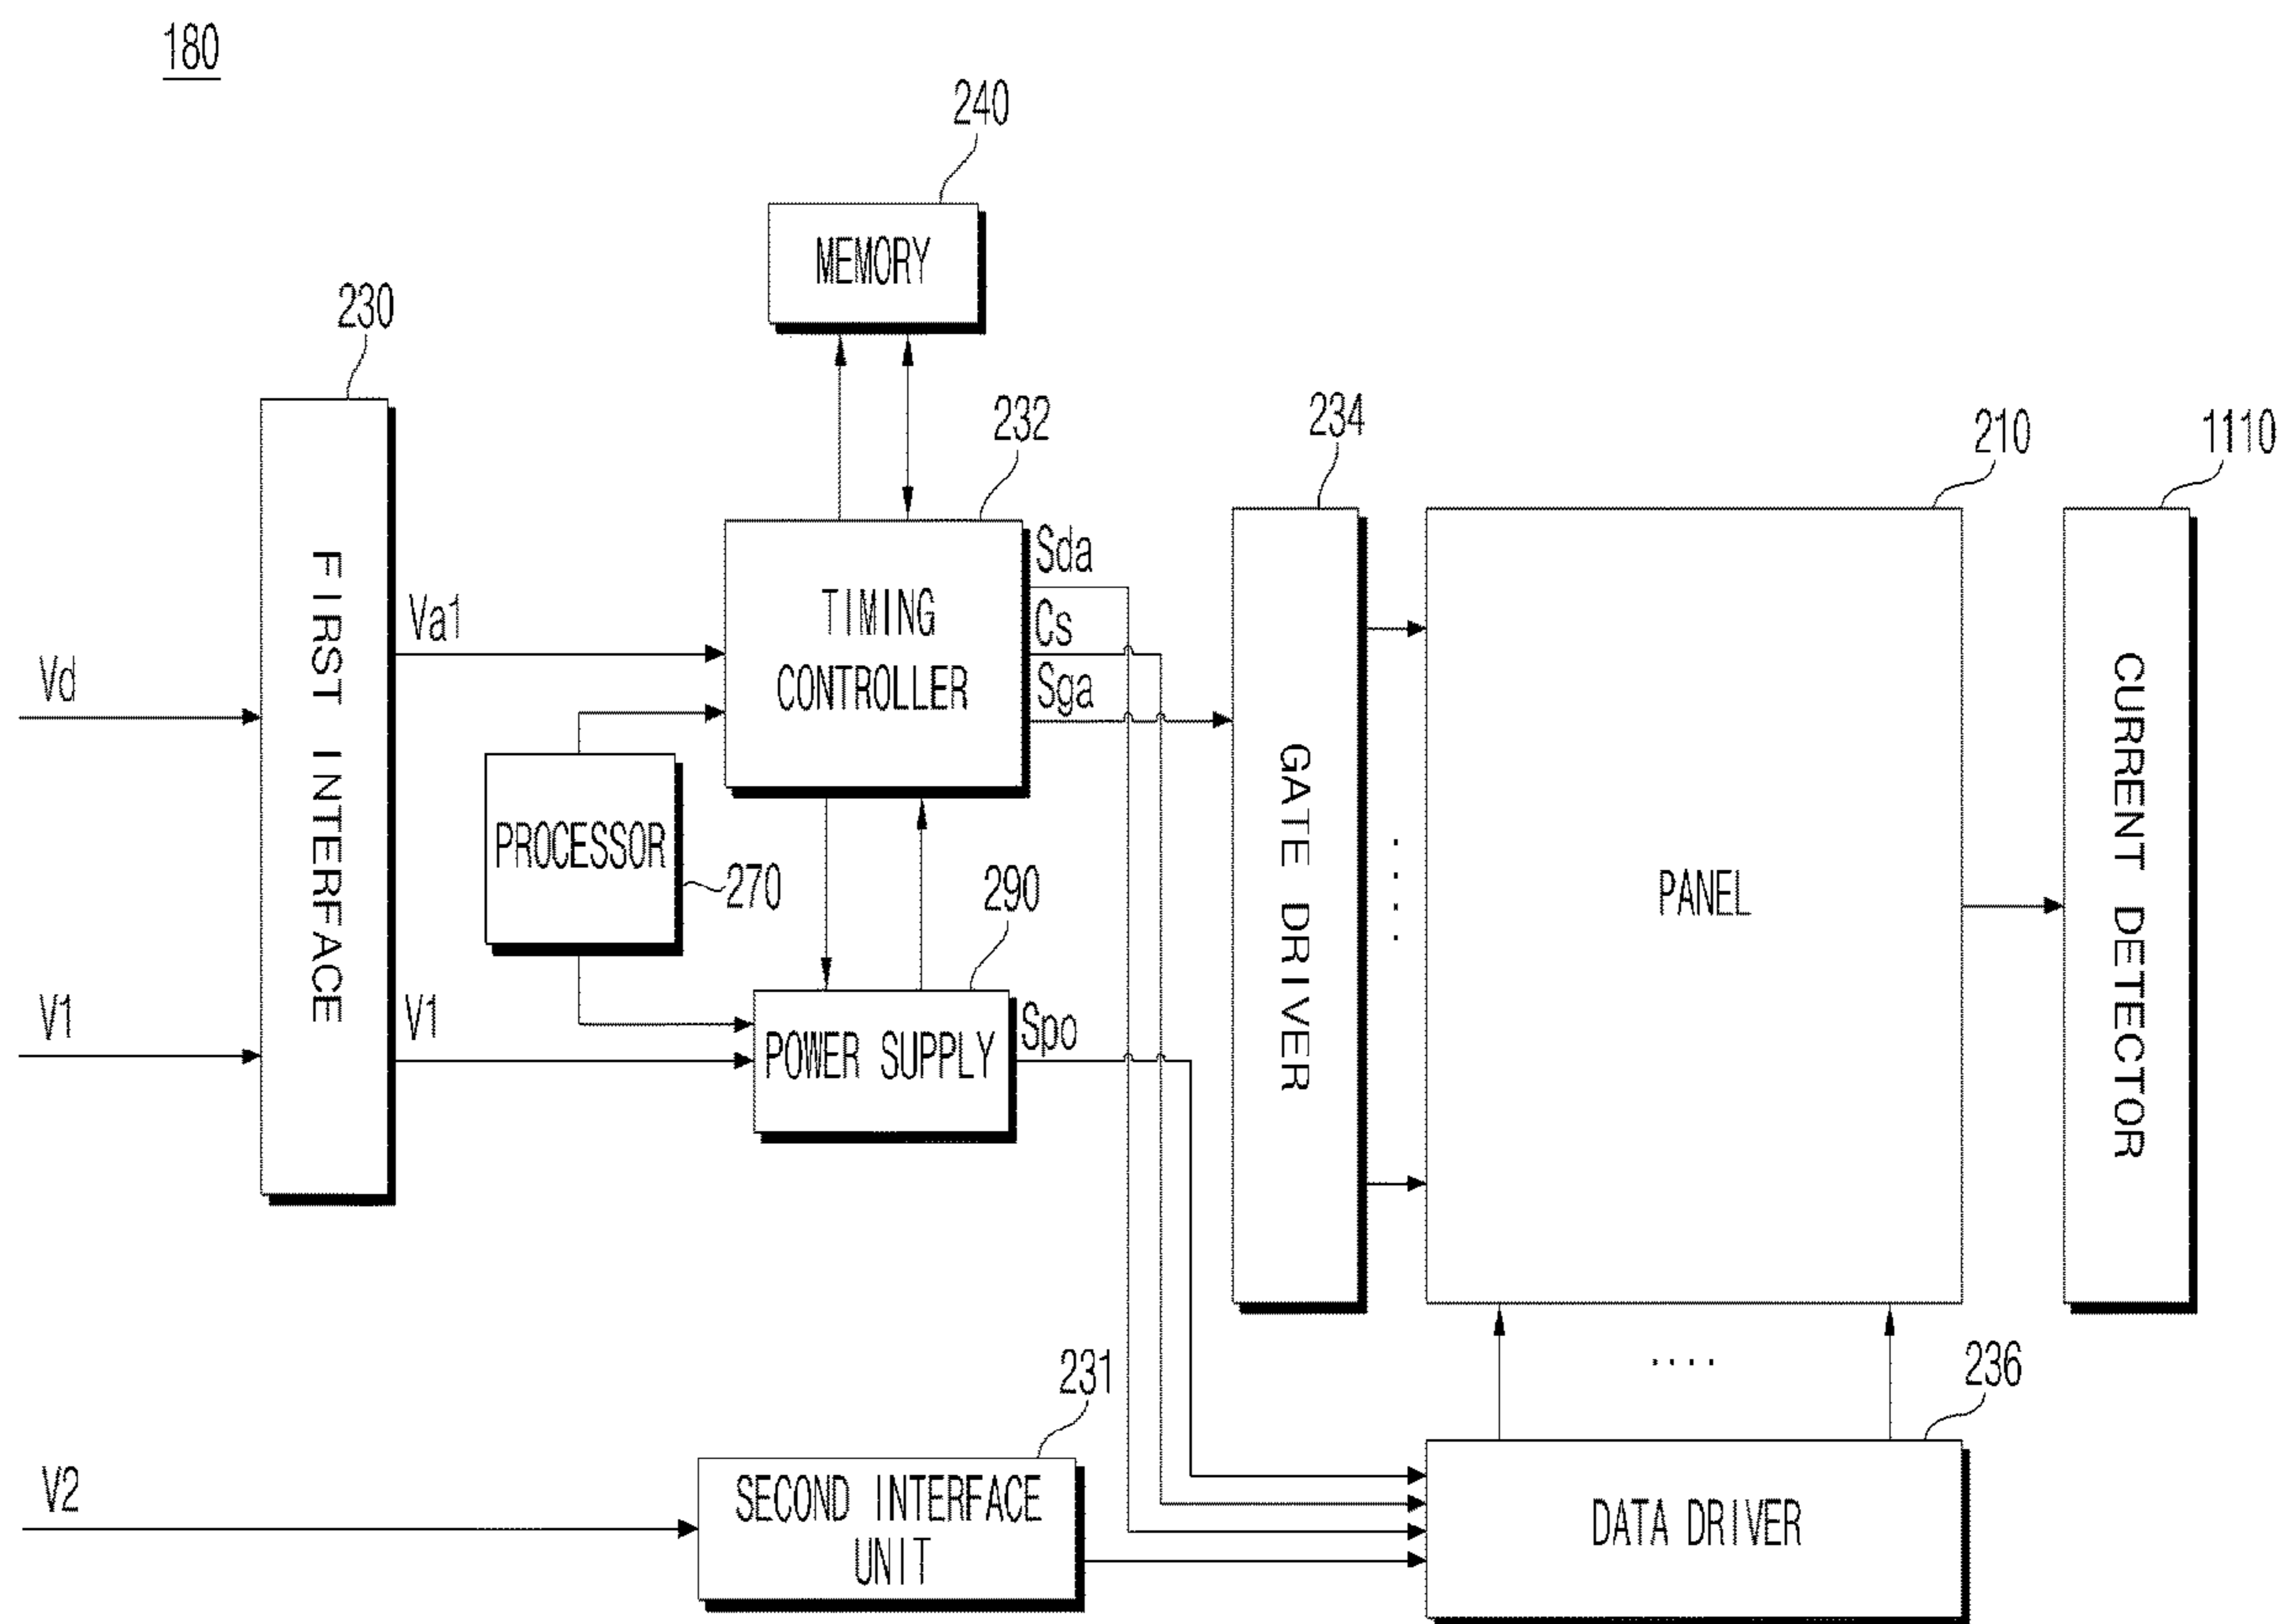 180
240
MEMORY
230
232
234
210
1110
FIRST INTERFACE
Vd
V1
Va1
V1
TIMING
CONTROLLER
Sda
Cs
Sga
PROCESSOR
270
290
POWER SUPPLY
Spo
GATE DRIVER
PANEL
CURRENT DETECTOR
231
236
V2
SECOND INTERFACE
UNIT
DATA DRIVER